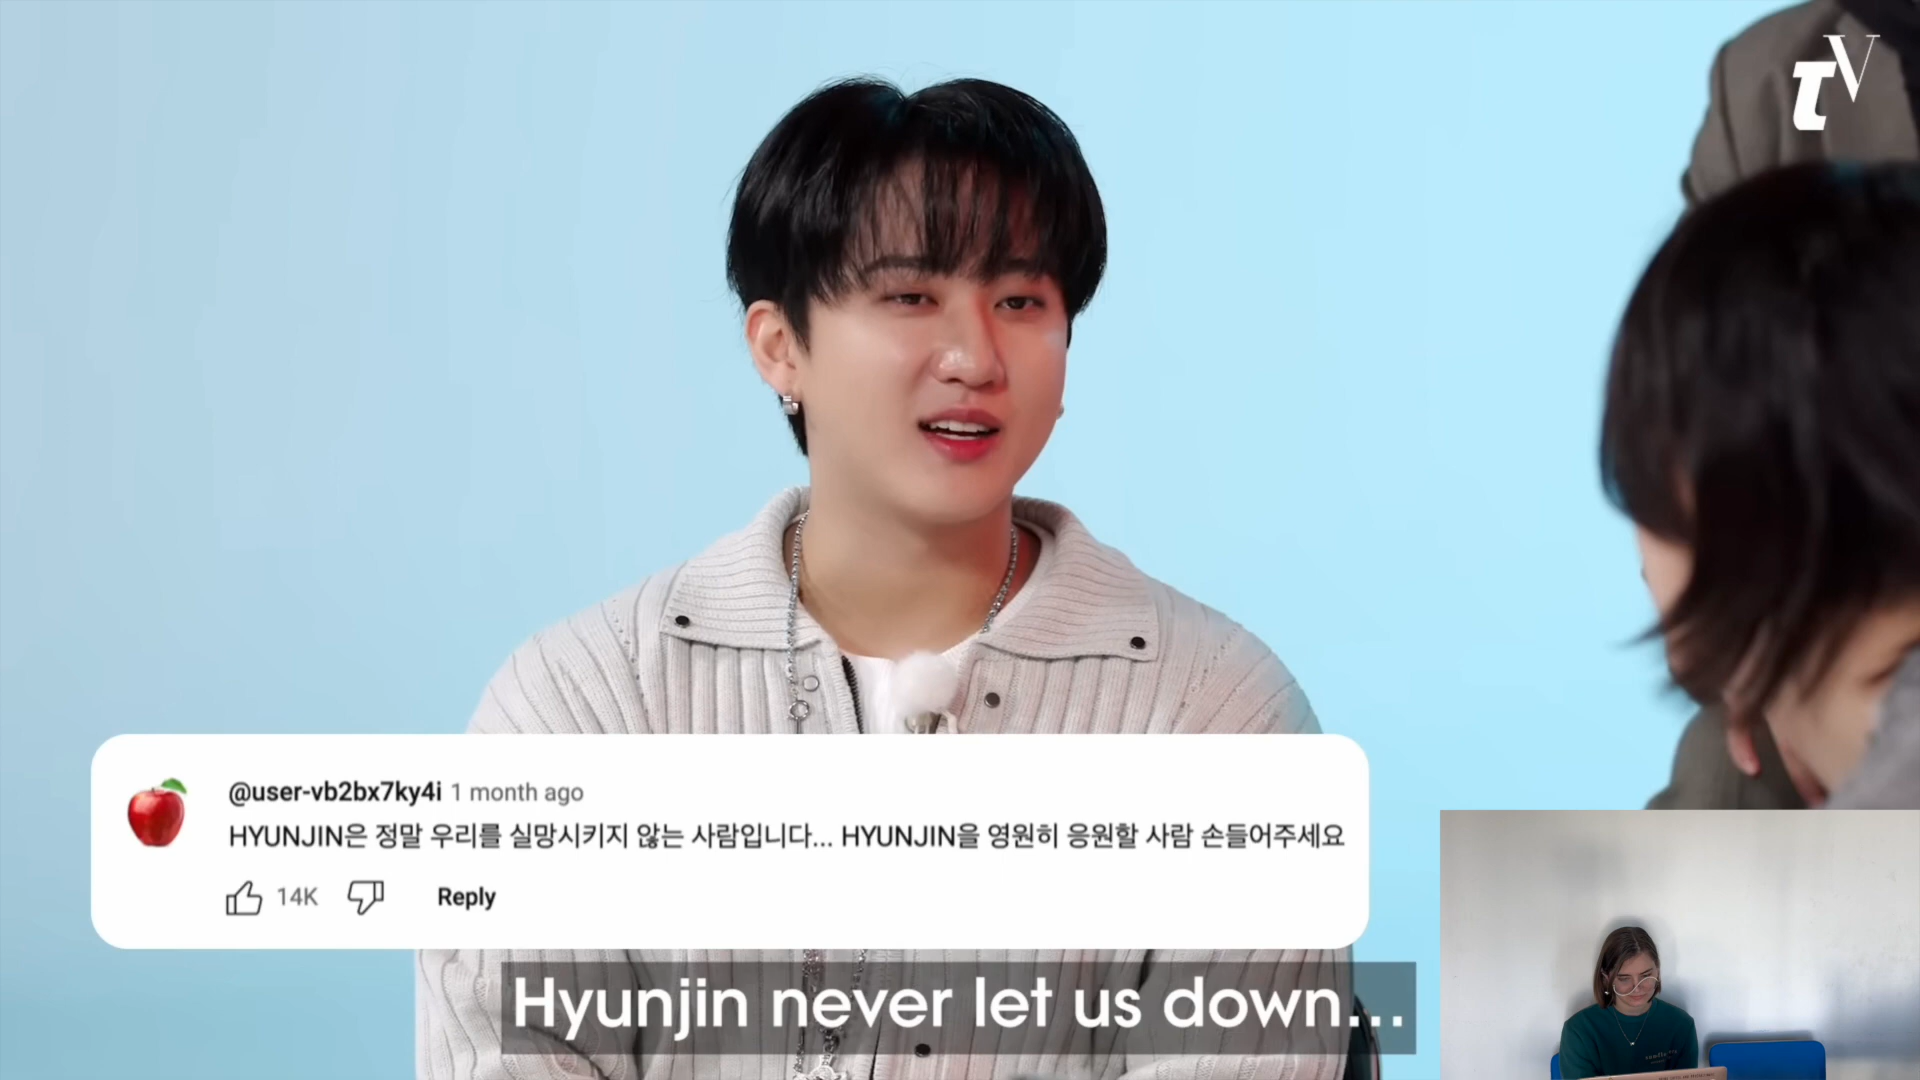 tV
@user-vb2bx7ky4i 1 month ago
HYUNJIN은 정말 우리를 실망시키지 않는 사람입니다... HYUNJIN을 영원히 응원할 사람 손들어주세요
14K Reply
Hyunjin never let us down...